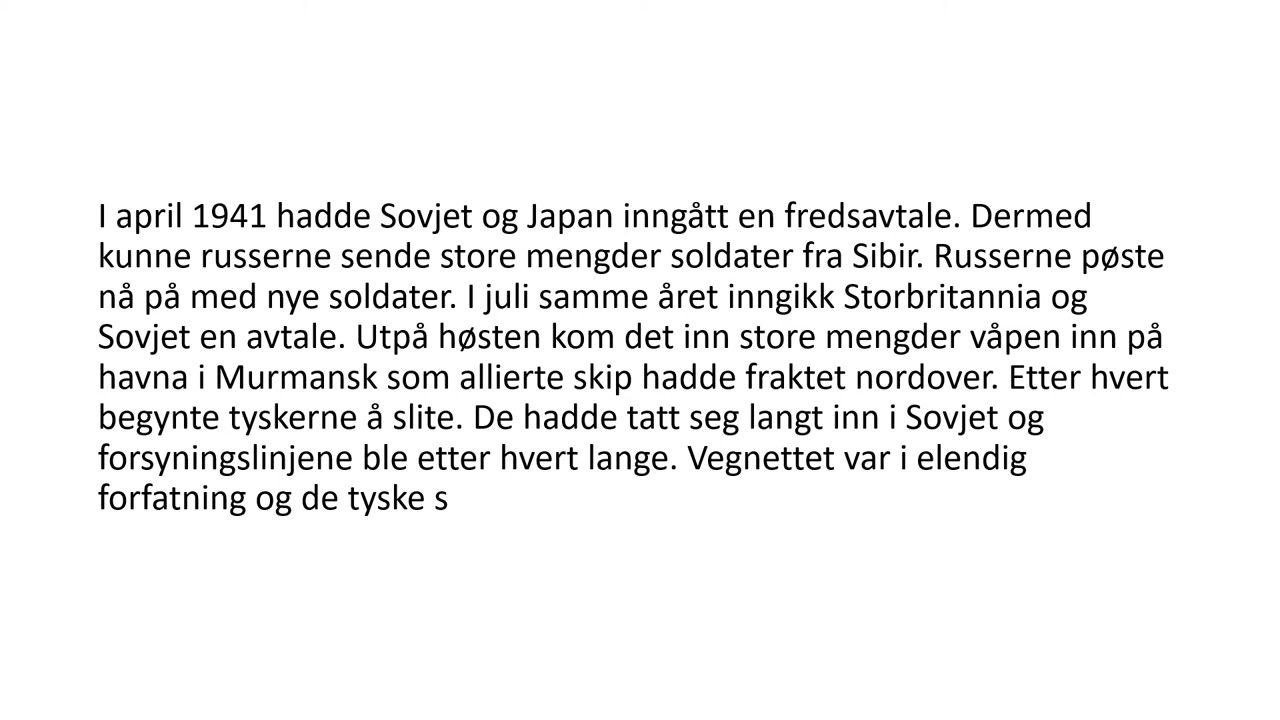 I april 1941 hadde Sovjet og Japan inngått en fredsavtale. Dermed
kunne russerne sende store mengder soldater fra Sibir. Russerne pøste
nå på med nye soldater. I juli samme året inngikk Storbritannia og
Sovjet en avtale. Utpå høsten kom det inn store mengder våpen inn på
havna i Murmansk som allierte skip hadde fraktet nordover. Etter hvert
begynte tyskerne å slite. De hadde tatt seg langt inn i Sovjet og
forsyningslinjene ble etter hvert lange. Vegnettet var i elendig
forfatning og de tyske s